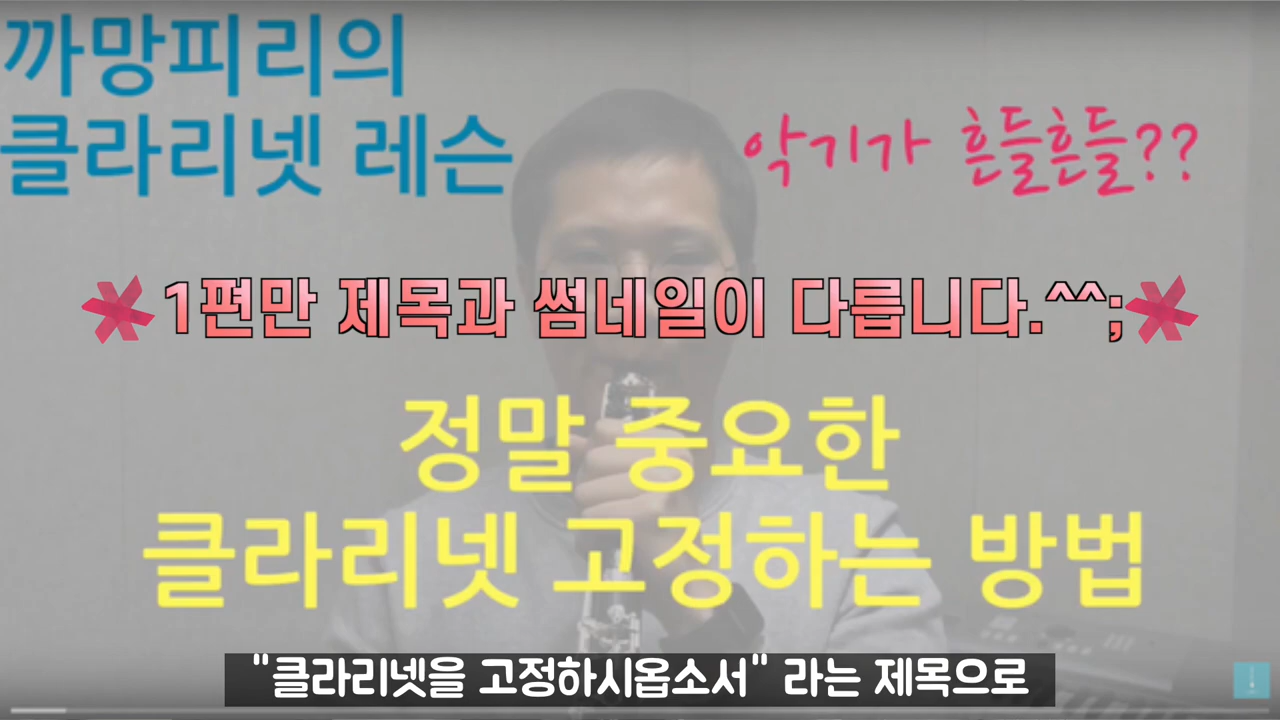 까망피리의
클라리넷 레슨
악기가 흔들흔들??
1편만 제목과 썸네일이 다릅니다.^^;
정말 중요한
클라리넷 고정하는 방법
"클라리넷을 고정하시옵소서" 라는 제목으로